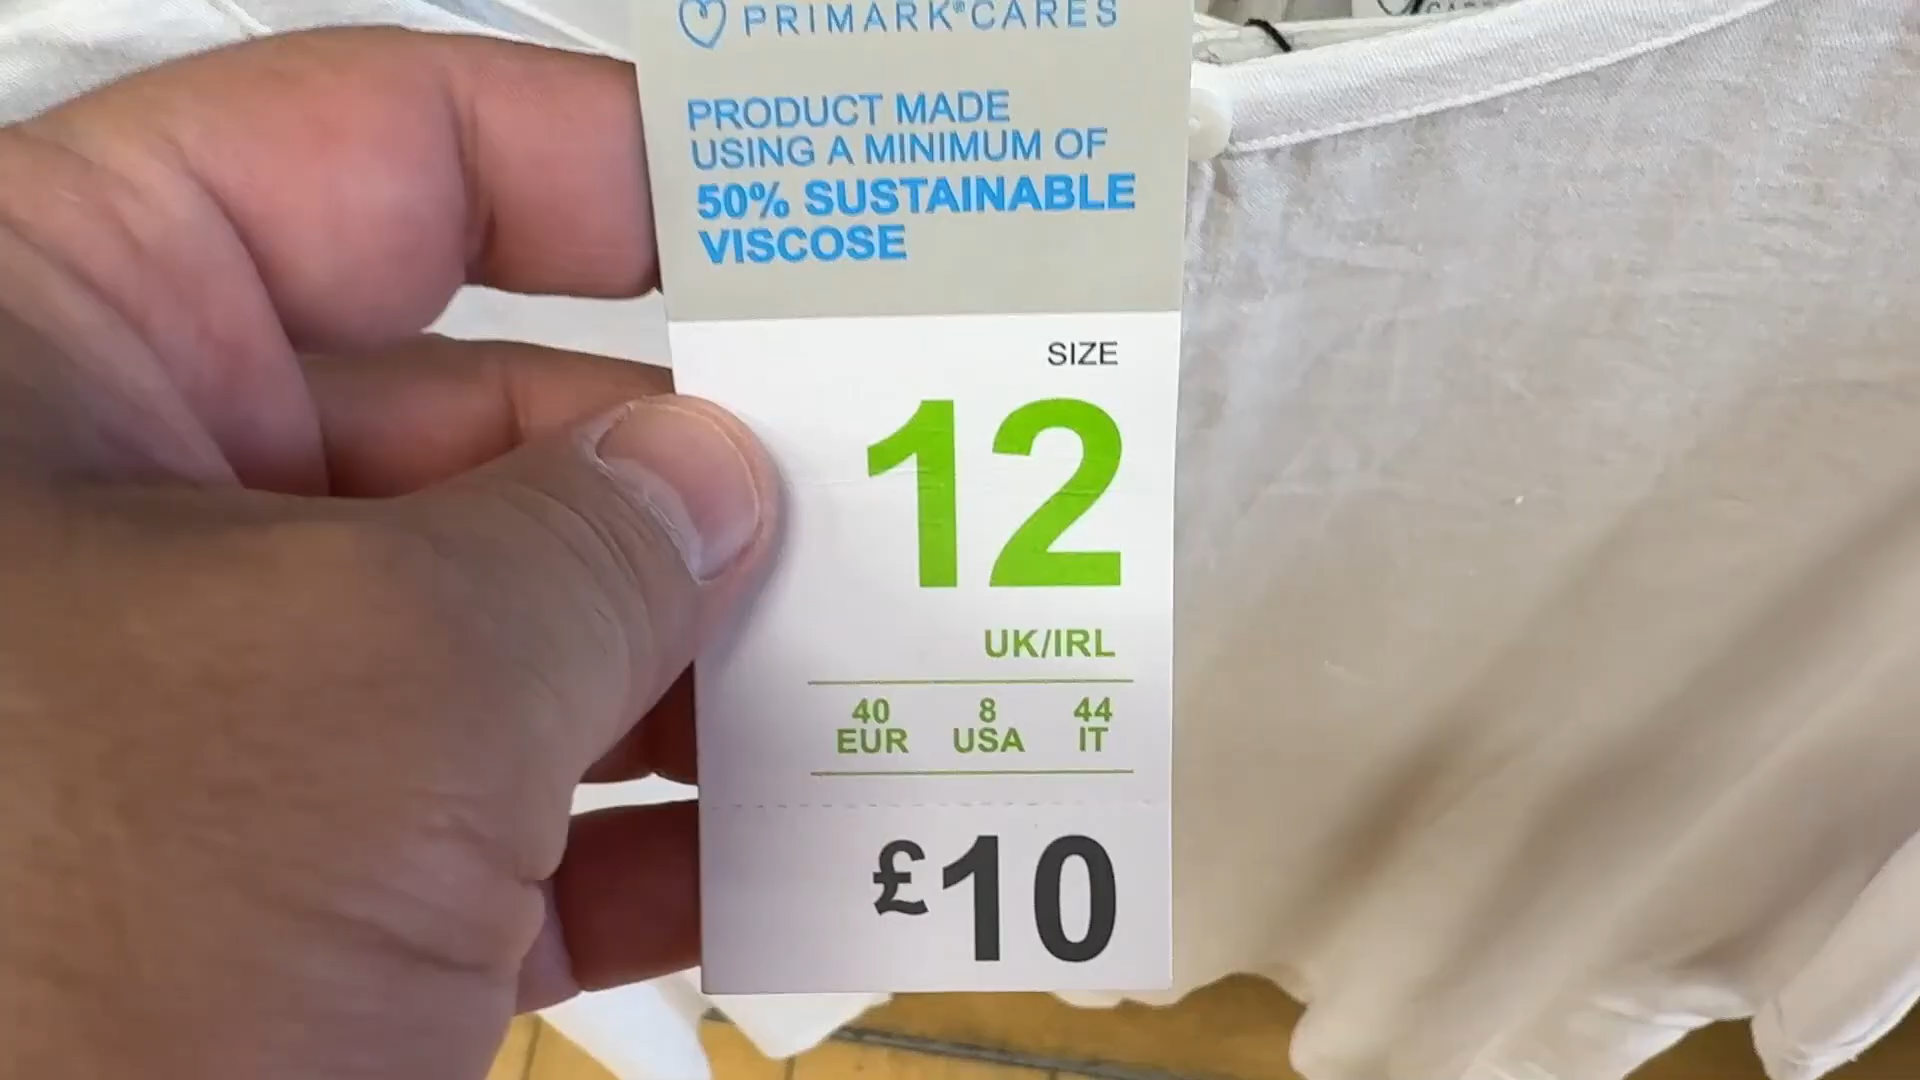 PRIMARK®CARES
PRODUCT MADE
USING A MINIMUM OF
50% SUSTAINABLE
VISCOSE
SIZE
12
UK/IRL
40 8 44
EUR USA IT
£10